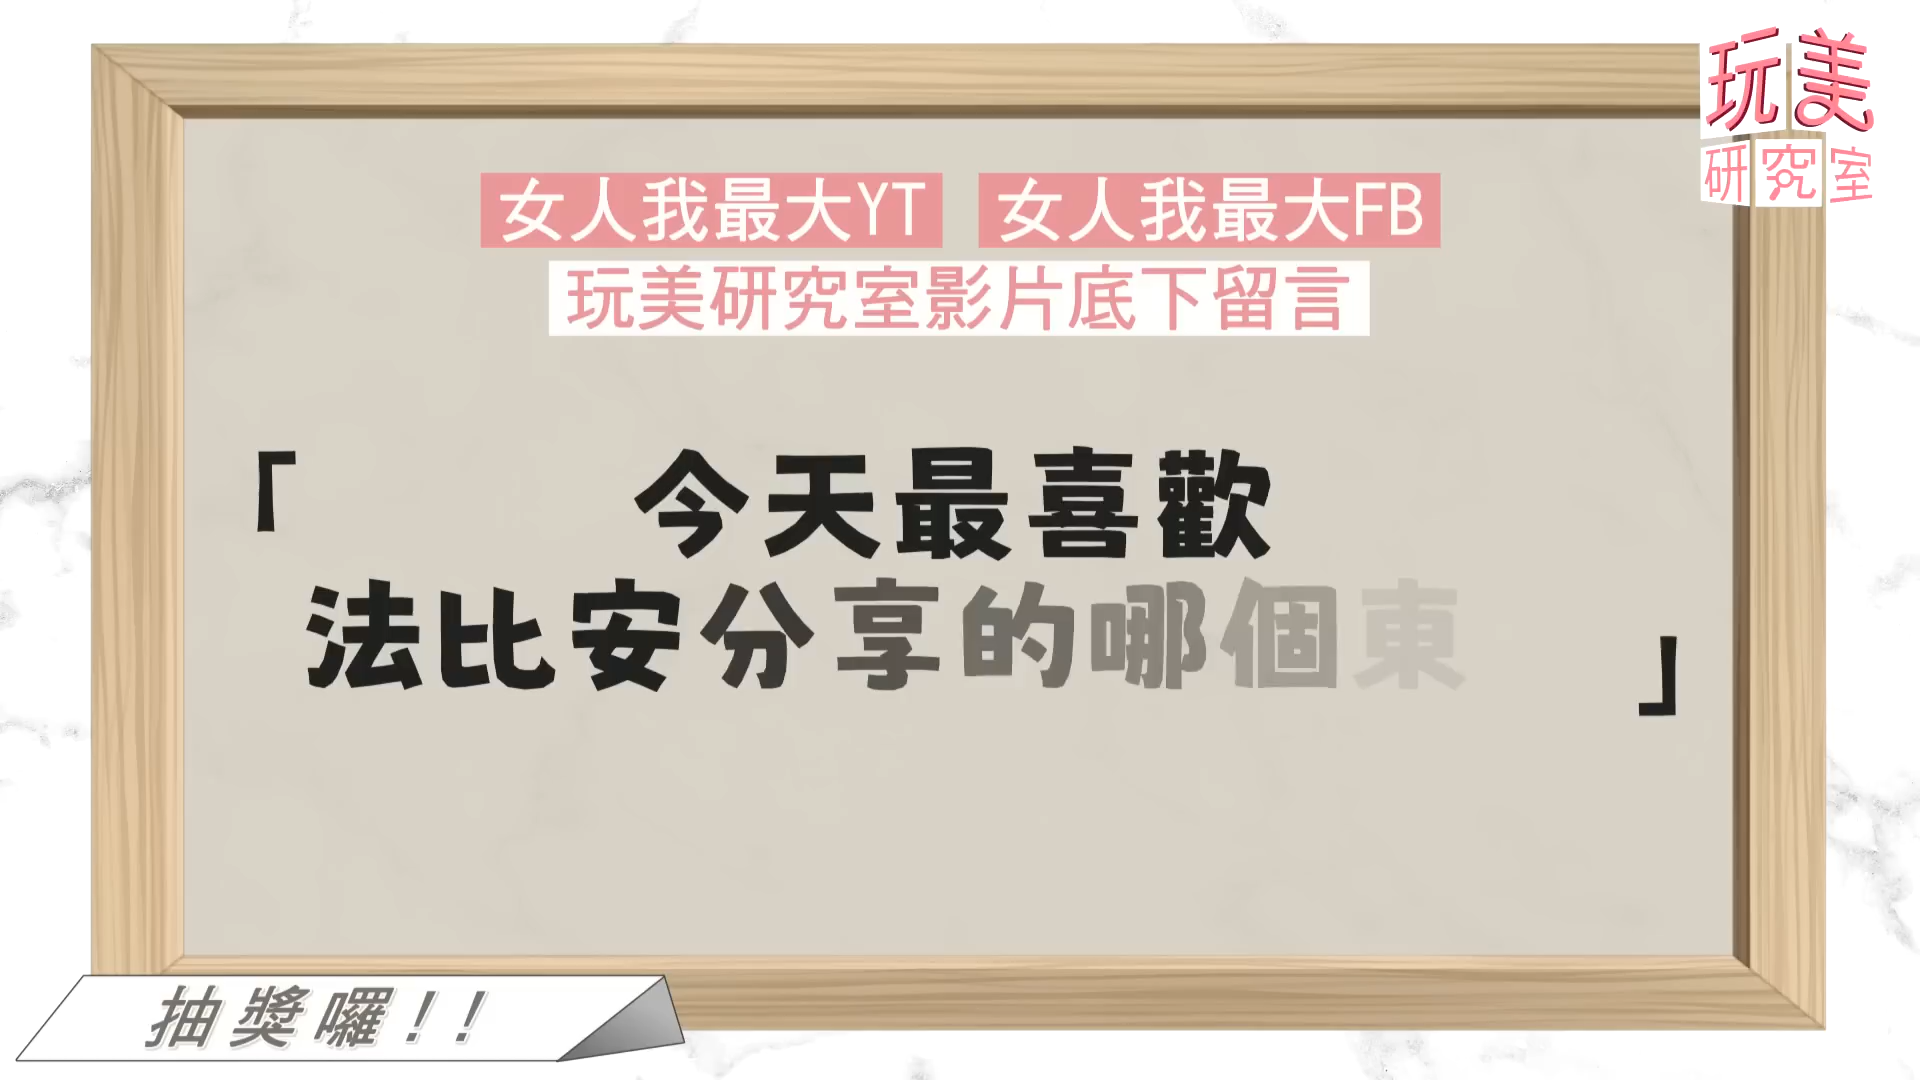 玩美
研究室
女人我最大YT 女人我最大FB
玩美研究室影片底下留言
「今天最喜歡
法比安分享的哪個東」
抽獎囉!!